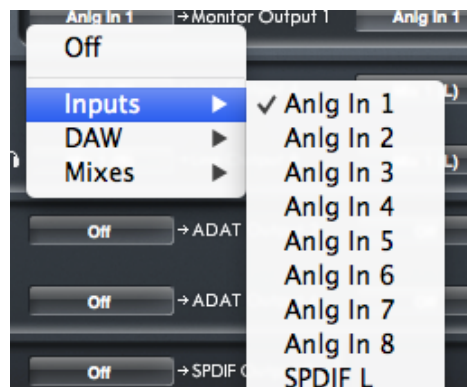 Anlg In 1 → Monitor Output 1 Anlg In 1
Off
Inputs
DAW
Mixes
✓ Anlg In 1
Anlg In 2
Anlg In 3
Anlg In 4
Anlg In 5
Anlg In 6
Anlg In 7
Anlg In 8
SPDIF L
L)
L)
Off → ADAT
Off → ADAT
Off → SPDIF